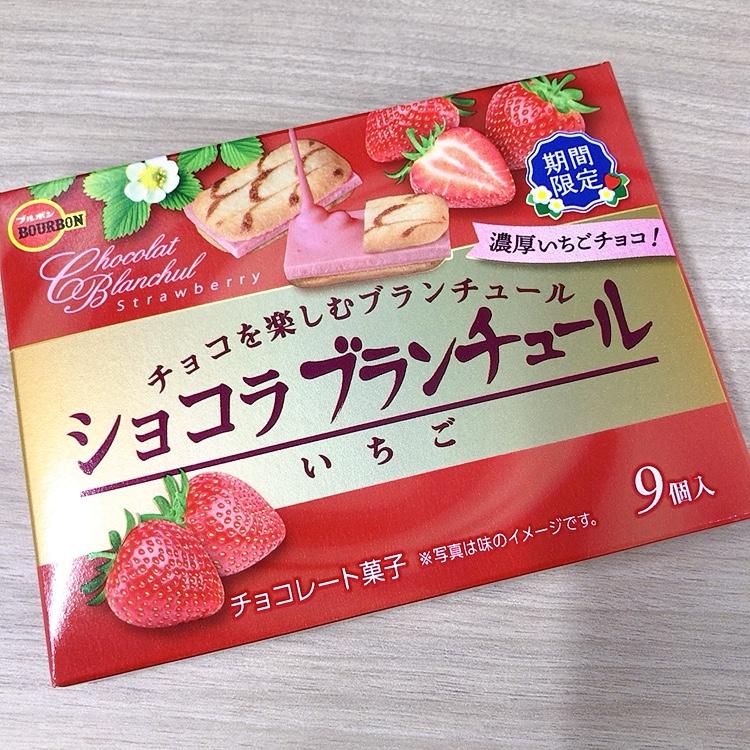 ブルボン
BOURBON
Chocolat
Blanchul
Strawberry
期間
限定
濃厚いちごチョコ!
チョコを楽しむブランチュール
ショコラブランチュール
いちご
9個入
チョコレート菓子 ※写真は味のイメージです。